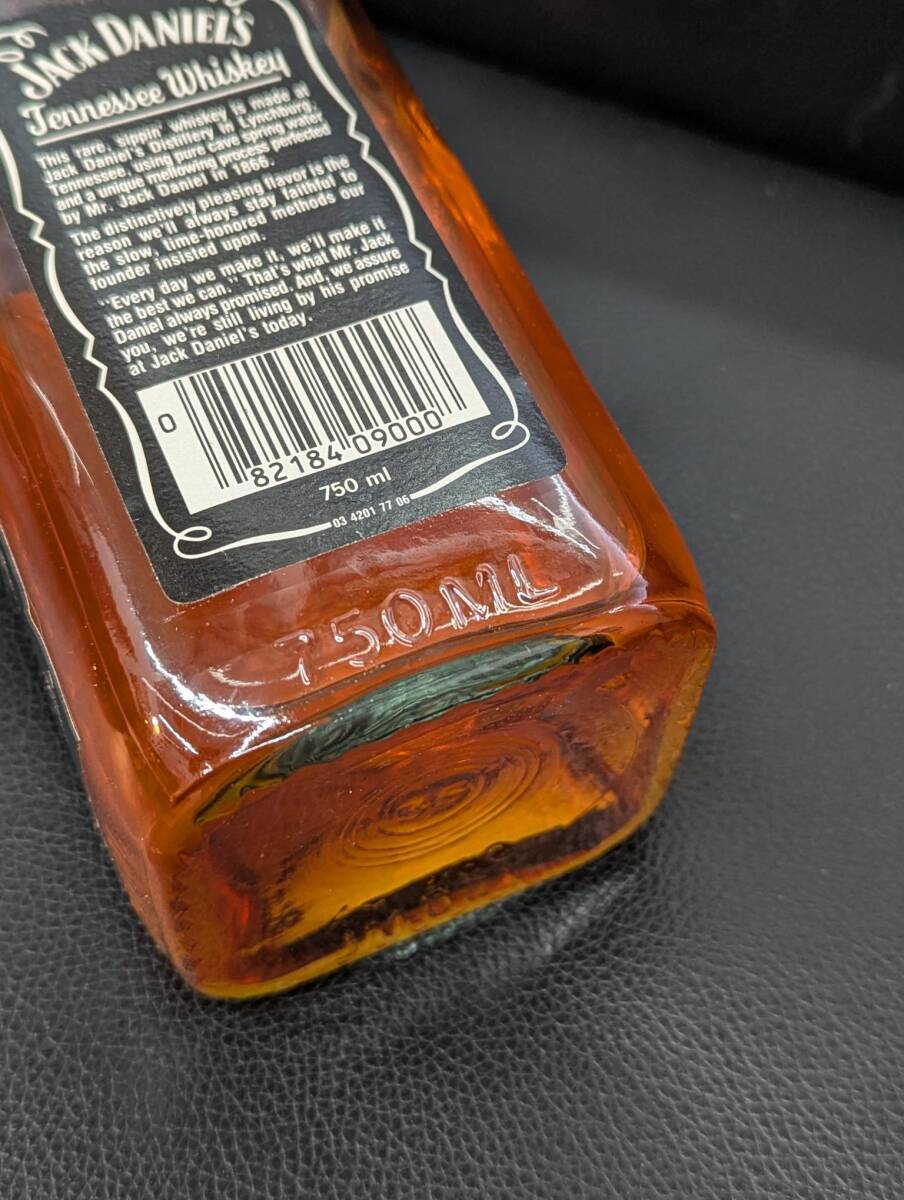 JACK DANIEL'S
Tennessee Whiskey
This rare, sippin' whiskey is made at
Jack Daniel's Distillery in Lynchburg,
Tennessee, using pure cave spring water
and a unique mellowing process perfected
by Mr. Jack Daniel in 1866.
The distinctively pleasing flavor is the
reason we'll always stay faithful to
the slow, time-honored methods our
founder insisted upon.
"Every day we make it, we'll make it
the best we can." That's what Mr. Jack
Daniel always promised. And, we assure
you, we're still living by his promise
at Jack Daniel's today.
0 82184 09000
750 ml
03 4201 77 06
750ML